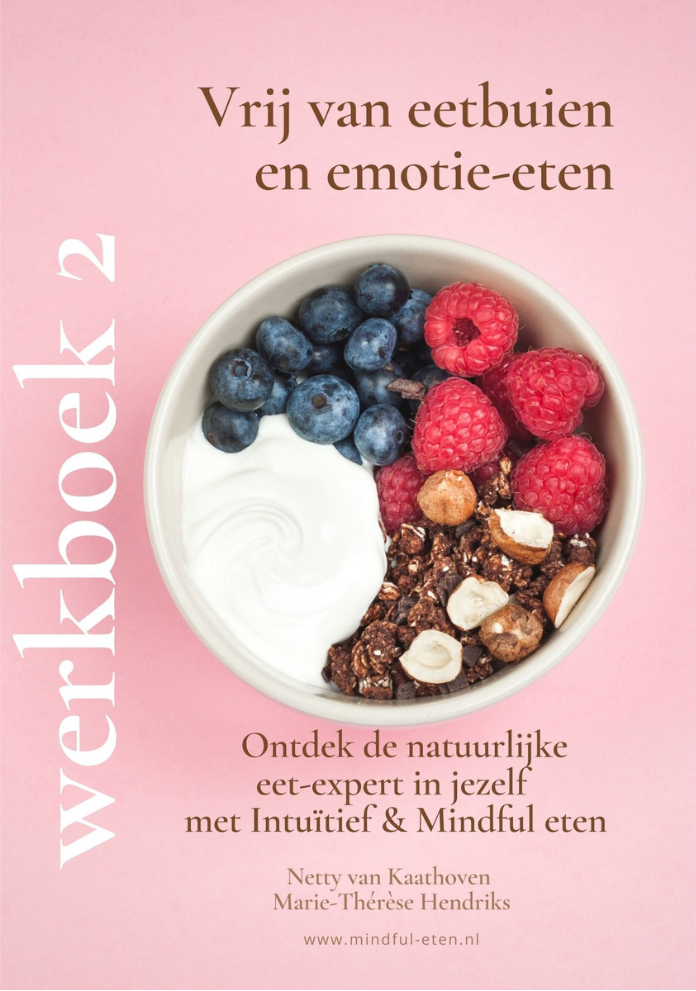 Vrij van eetbuien
en emotie-eten
werkboek 2
Ontdek de natuurlijke
eet-expert in jezelf
met Intuïtief & Mindful eten
Netty van Kaathoven
Marie-Thérèse Hendriks
www.mindful-eten.nl